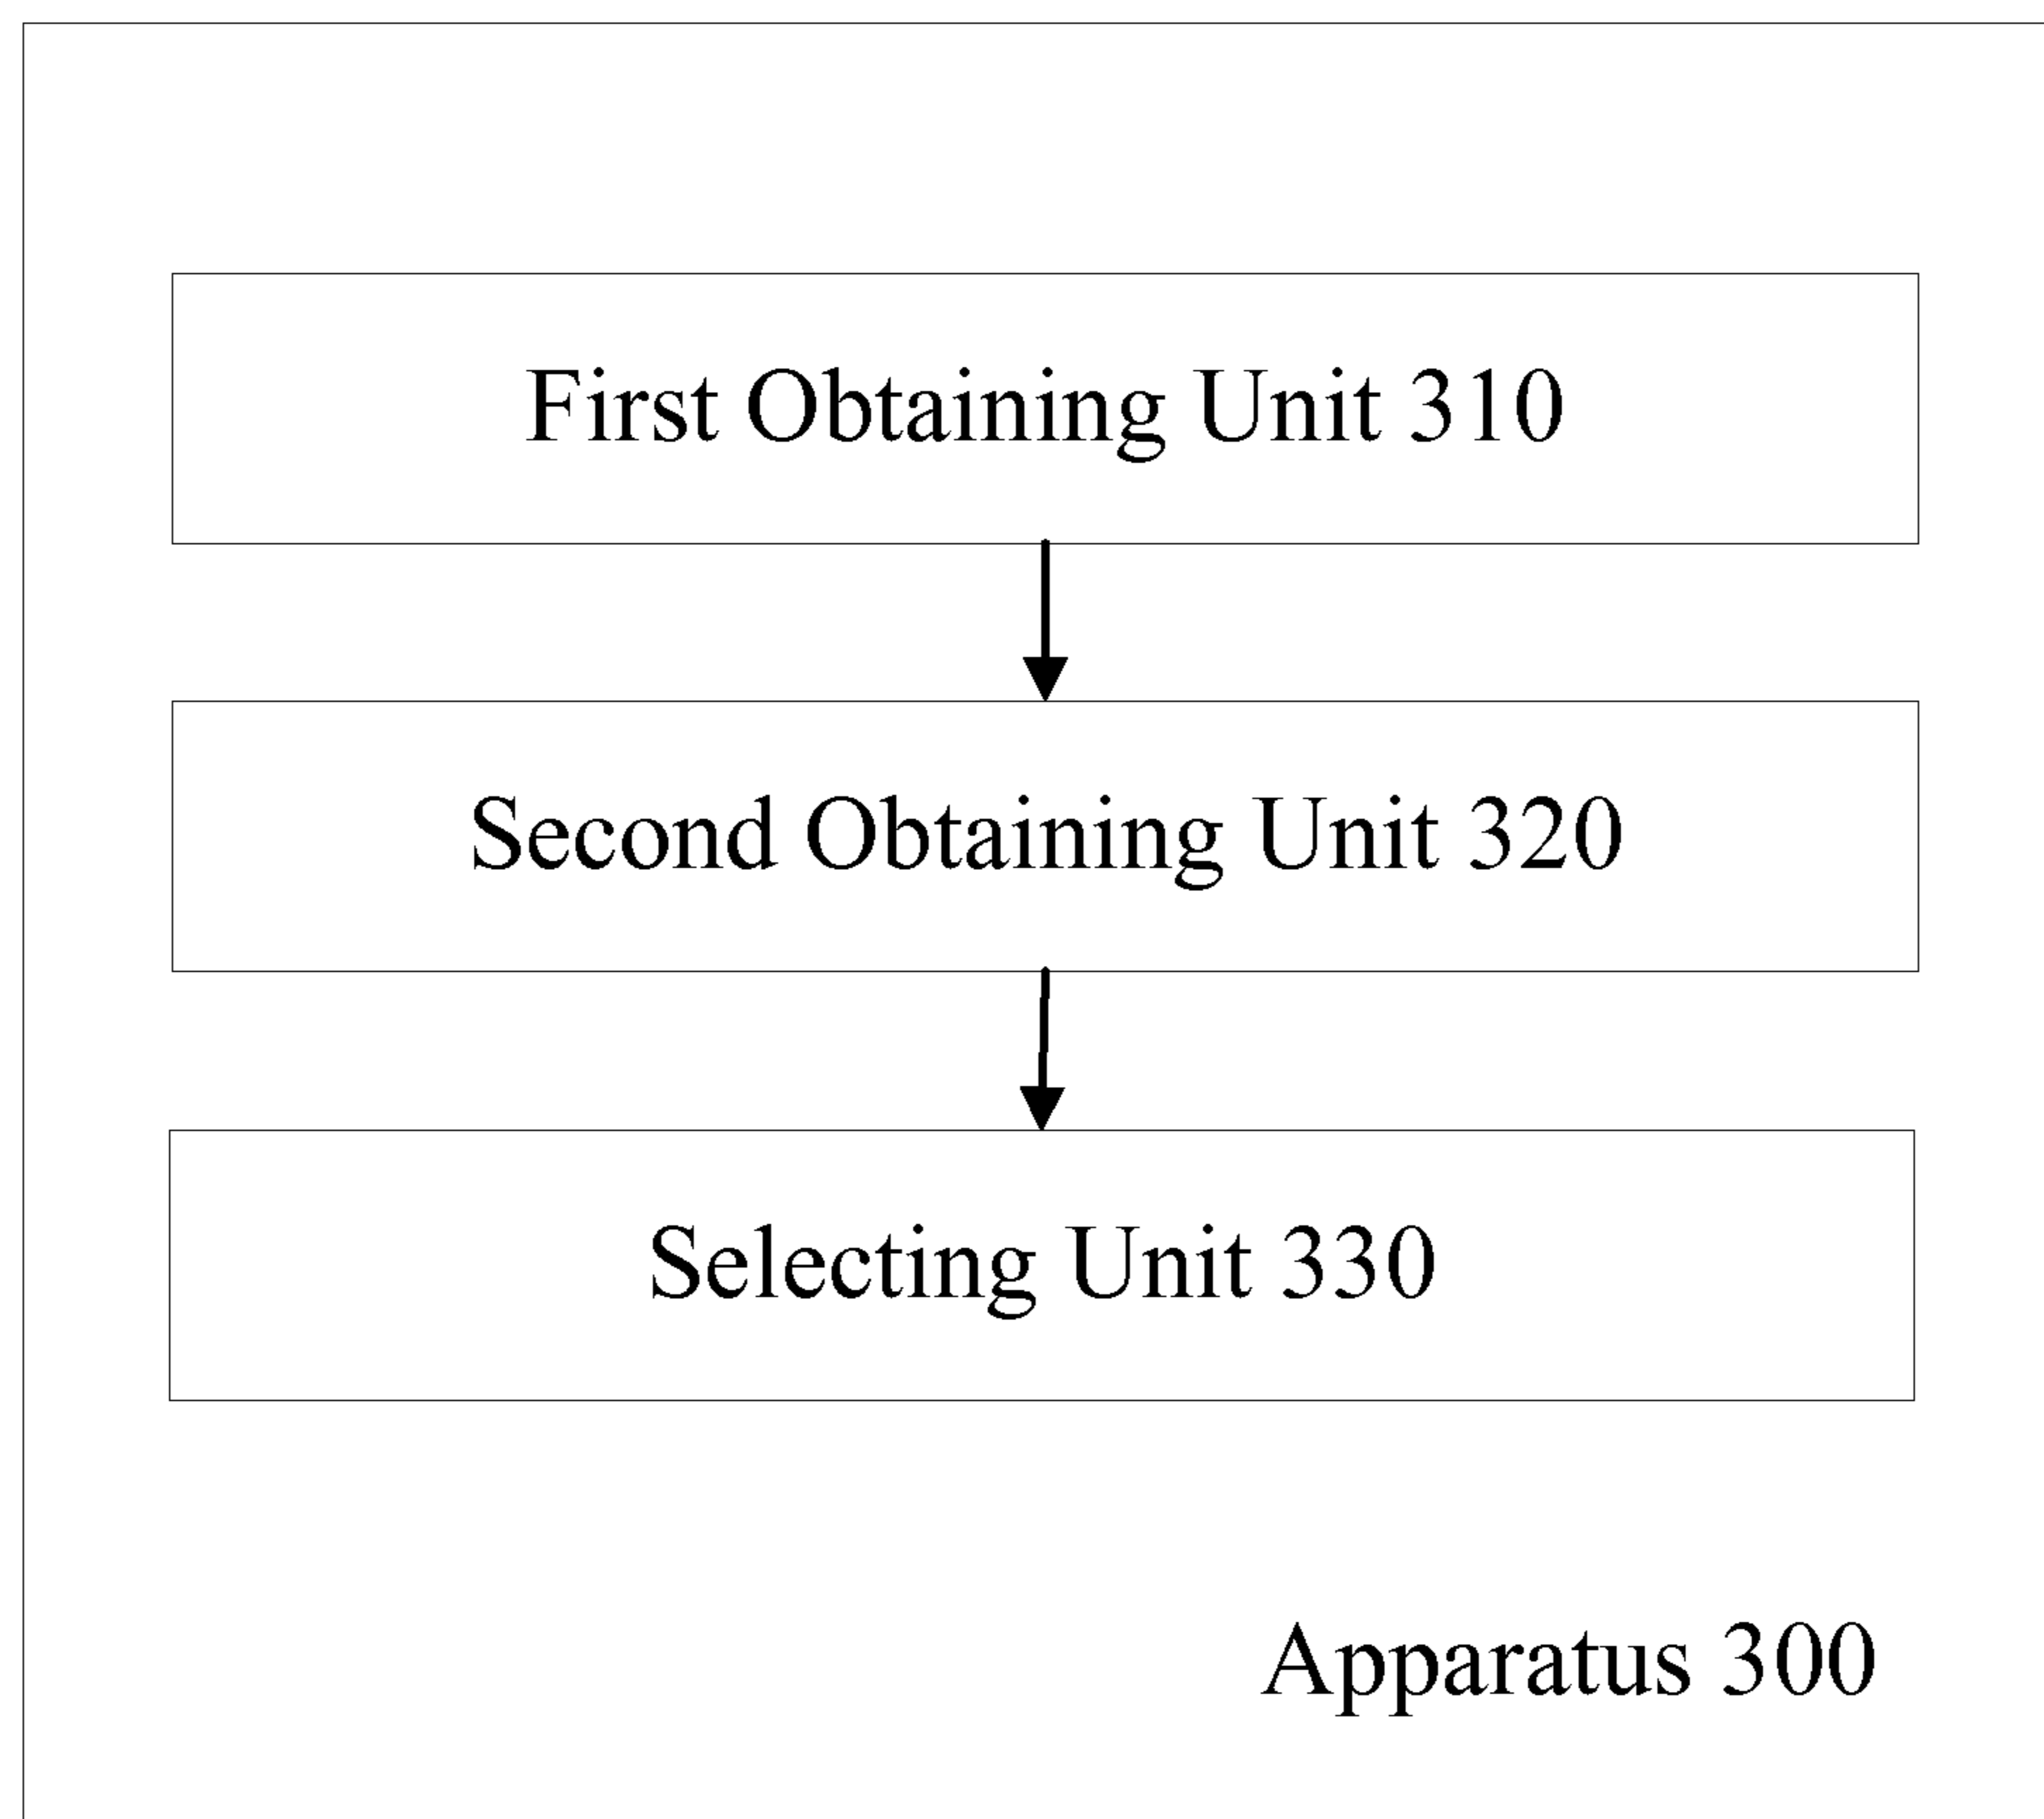 First Obtaining Unit 310
Second Obtaining Unit 320
Selecting Unit 330
Apparatus 300